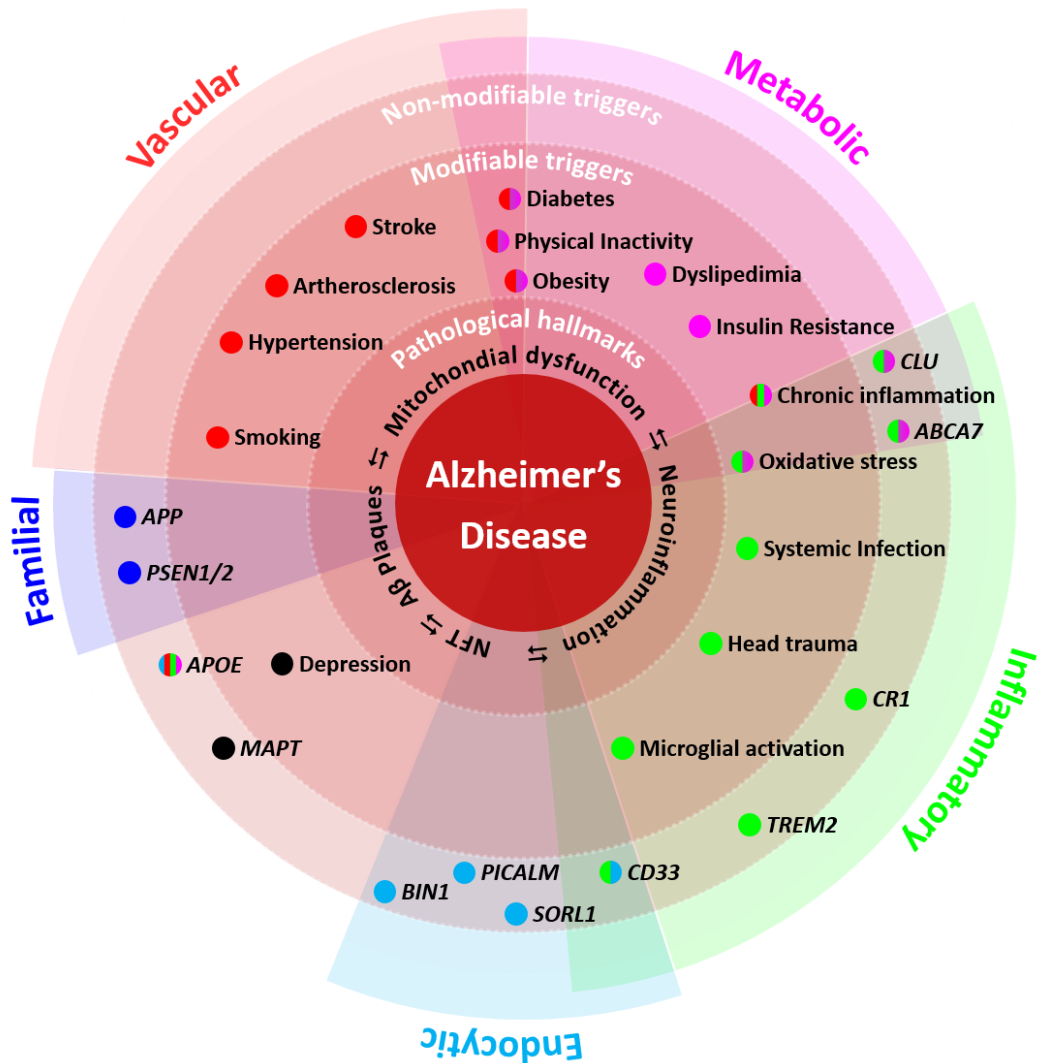 Vascular
Metabolic
Non-modifiable triggers
Modifiable triggers
Diabetes
Stroke
Physical Inactivity
Dyslipedimia
Obesity
Artherosclerosis
Insulin Resistance
Pathological hallmarks
Hypertension
CLU
Mitochondial dysfunction
Chronic inflammation
ABCA7
Smoking
Oxidative stress
Alzheimer's
Disease
Familial
APP
PSEN1/2
Aβ Plaques
Neuroinflammation
NFT
Systemic Infection
Head trauma
APOE
Depression
CR1
MAPT
Microglial activation
Inflammatory
TREM2
PICALM
CD33
BIN1
SORL1
Endocytic